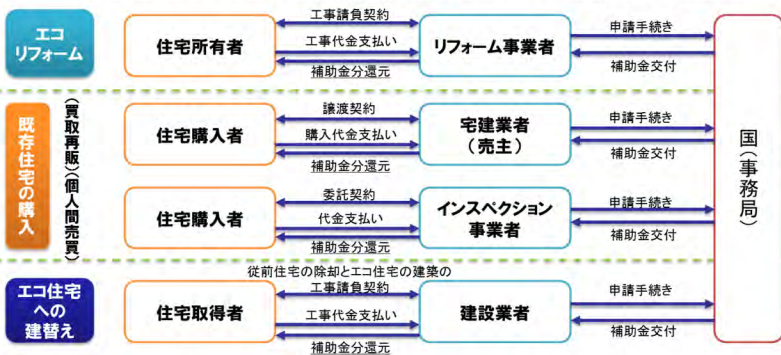 エコ
リフォーム
住宅所有者
工事請負契約
工事代金支払い
補助金分還元
リフォーム事業者
申請手続き
補助金交付
既存住宅の購入
(買取再販)(個人間売買)
住宅購入者
譲渡契約
購入代金支払い
補助金分還元
宅建業者
(売主)
申請手続き
補助金交付
住宅購入者
委託契約
代金支払い
補助金分還元
インスペクション
事業者
申請手続き
補助金交付
エコ住宅
への
建替え
住宅取得者
従前住宅の除却とエコ住宅の建築の
工事請負契約
工事代金支払い
補助金分還元
建設業者
申請手続き
補助金交付
国(事務局)